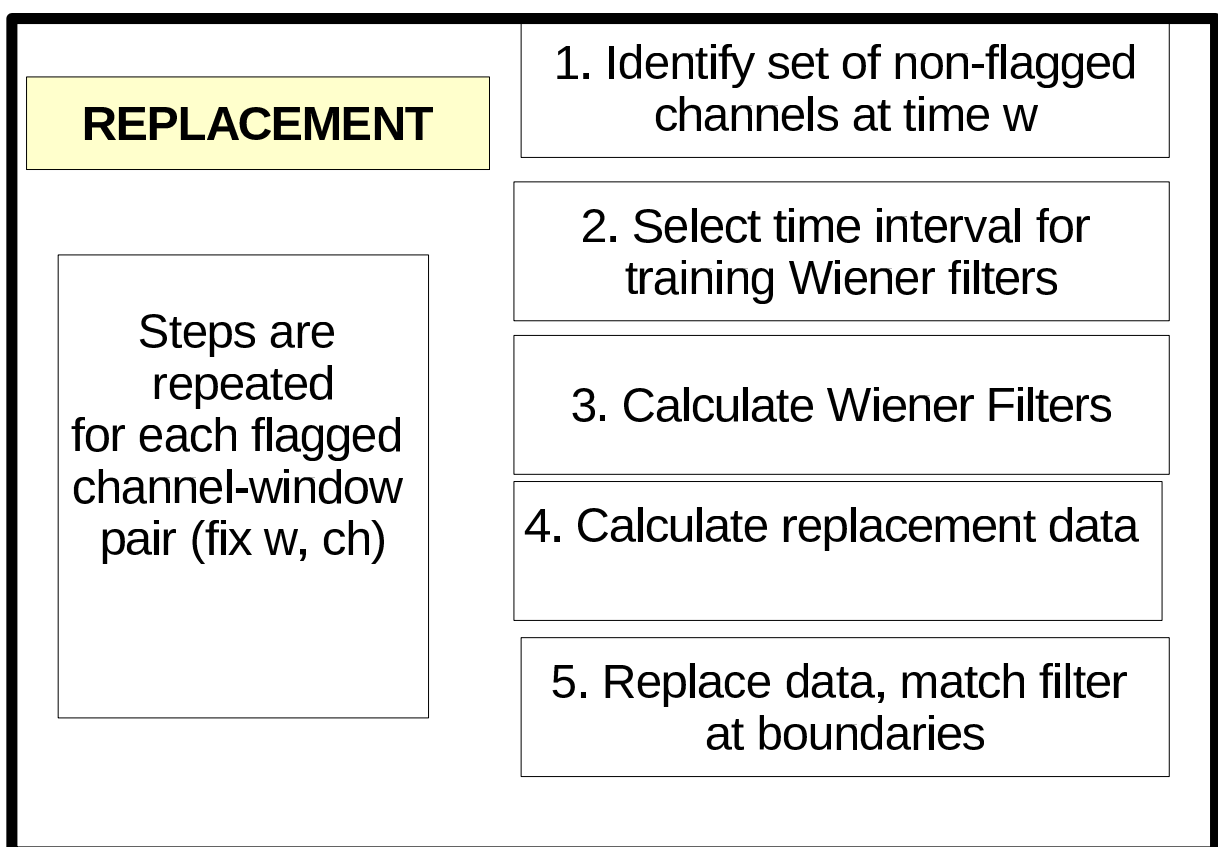 REPLACEMENT
Steps are
repeated
for each flagged
channel-window
pair (fix w, ch)
1. Identify set of non-flagged
channels at time w
2. Select time interval for
training Wiener filters
3. Calculate Wiener Filters
4. Calculate replacement data
5. Replace data, match filter
at boundaries